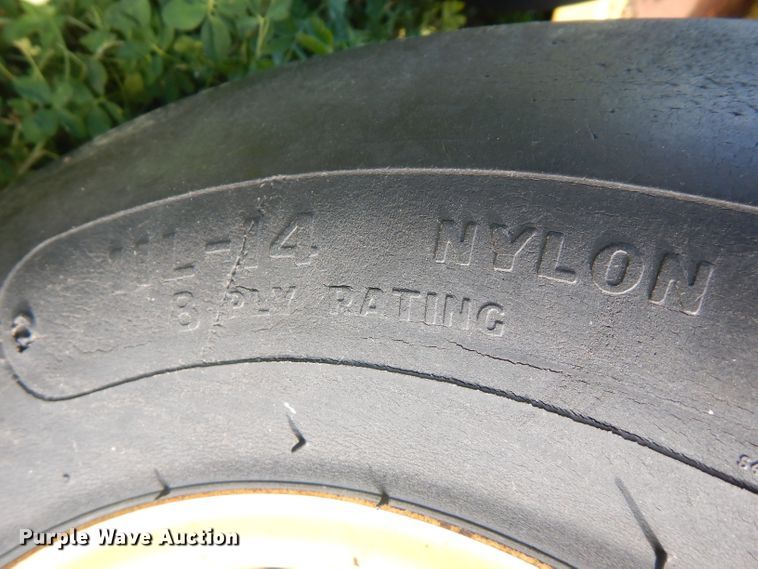 11L-14 NYLON
8 PLY RATING
Purple Wave Auction